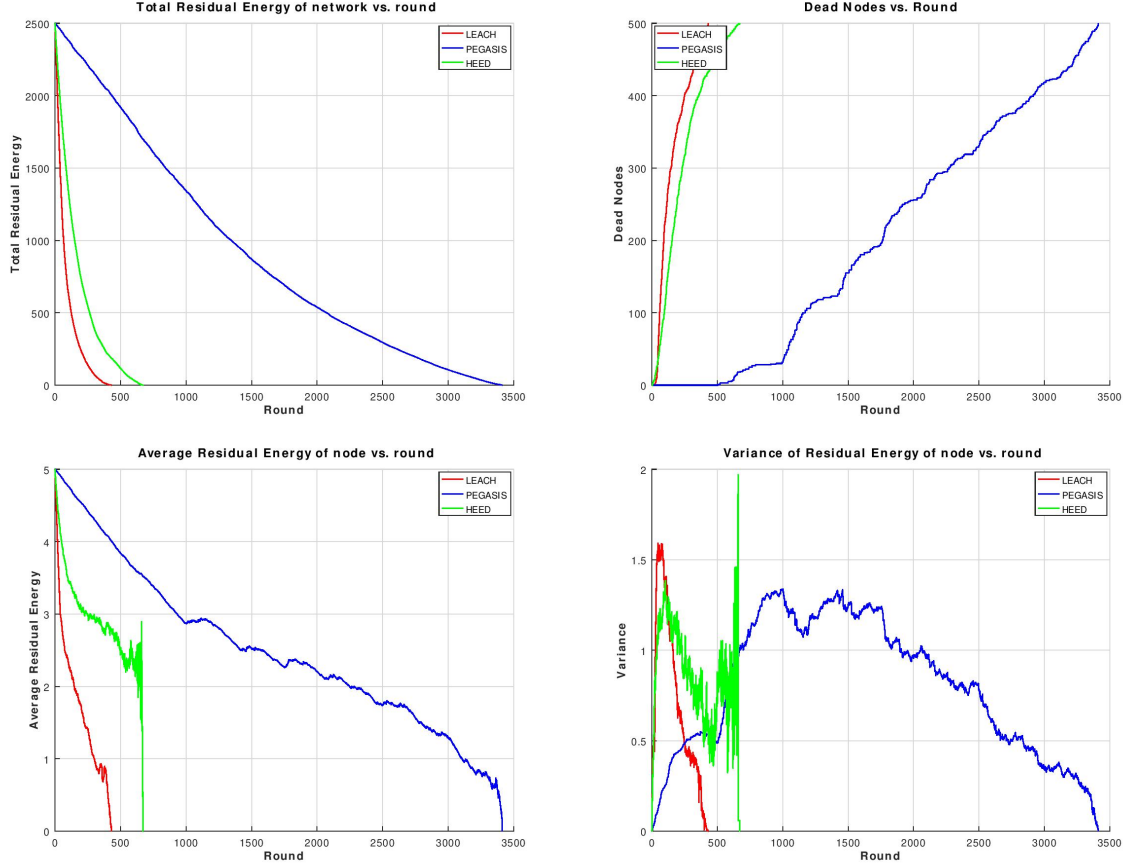 Total Residual Energy of network vs. round
2500
2000
1500
1000
500
0
0 500 1000 1500 2000 2500 3000 3500
Total Residual Energy
Round
LEACH
PEGASIS
HEED
Dead Nodes vs. Round
500
400
300
200
100
0
0 500 1000 1500 2000 2500 3000 3500
Dead Nodes
Round
LEACH
PEGASIS
HEED
Average Residual Energy of node vs. round
5
4
3
2
1
0
0 500 1000 1500 2000 2500 3000 3500
Average Residual Energy
Round
LEACH
PEGASIS
HEED
Variance of Residual Energy of node vs. round
2
1.5
1
0.5
0
0 500 1000 1500 2000 2500 3000 3500
Variance
Round
LEACH
PEGASIS
HEED